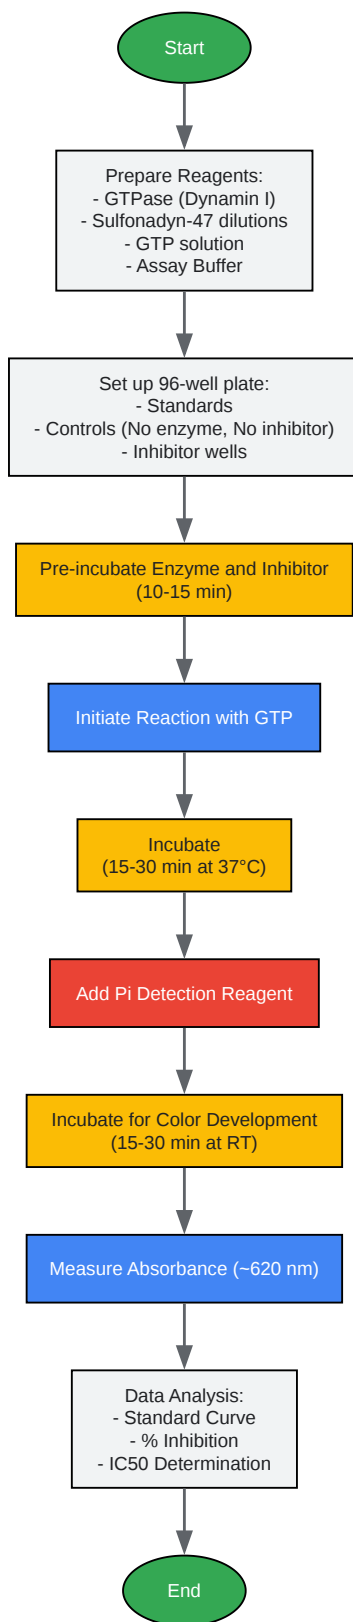 Start
Prepare Reagents:
- GTPase (Dynamin I)
- Sulfonadyn-47 dilutions
- GTP solution
- Assay Buffer
Set up 96-well plate:
- Standards
- Controls (No enzyme, No inhibitor)
- Inhibitor wells
Pre-incubate Enzyme and Inhibitor
(10-15 min)
Initiate Reaction with GTP
Incubate
(15-30 min at 37°C)
Add Pi Detection Reagent
Incubate for Color Development
(15-30 min at RT)
Measure Absorbance (~620 nm)
Data Analysis:
- Standard Curve
- % Inhibition
- IC50 Determination
End